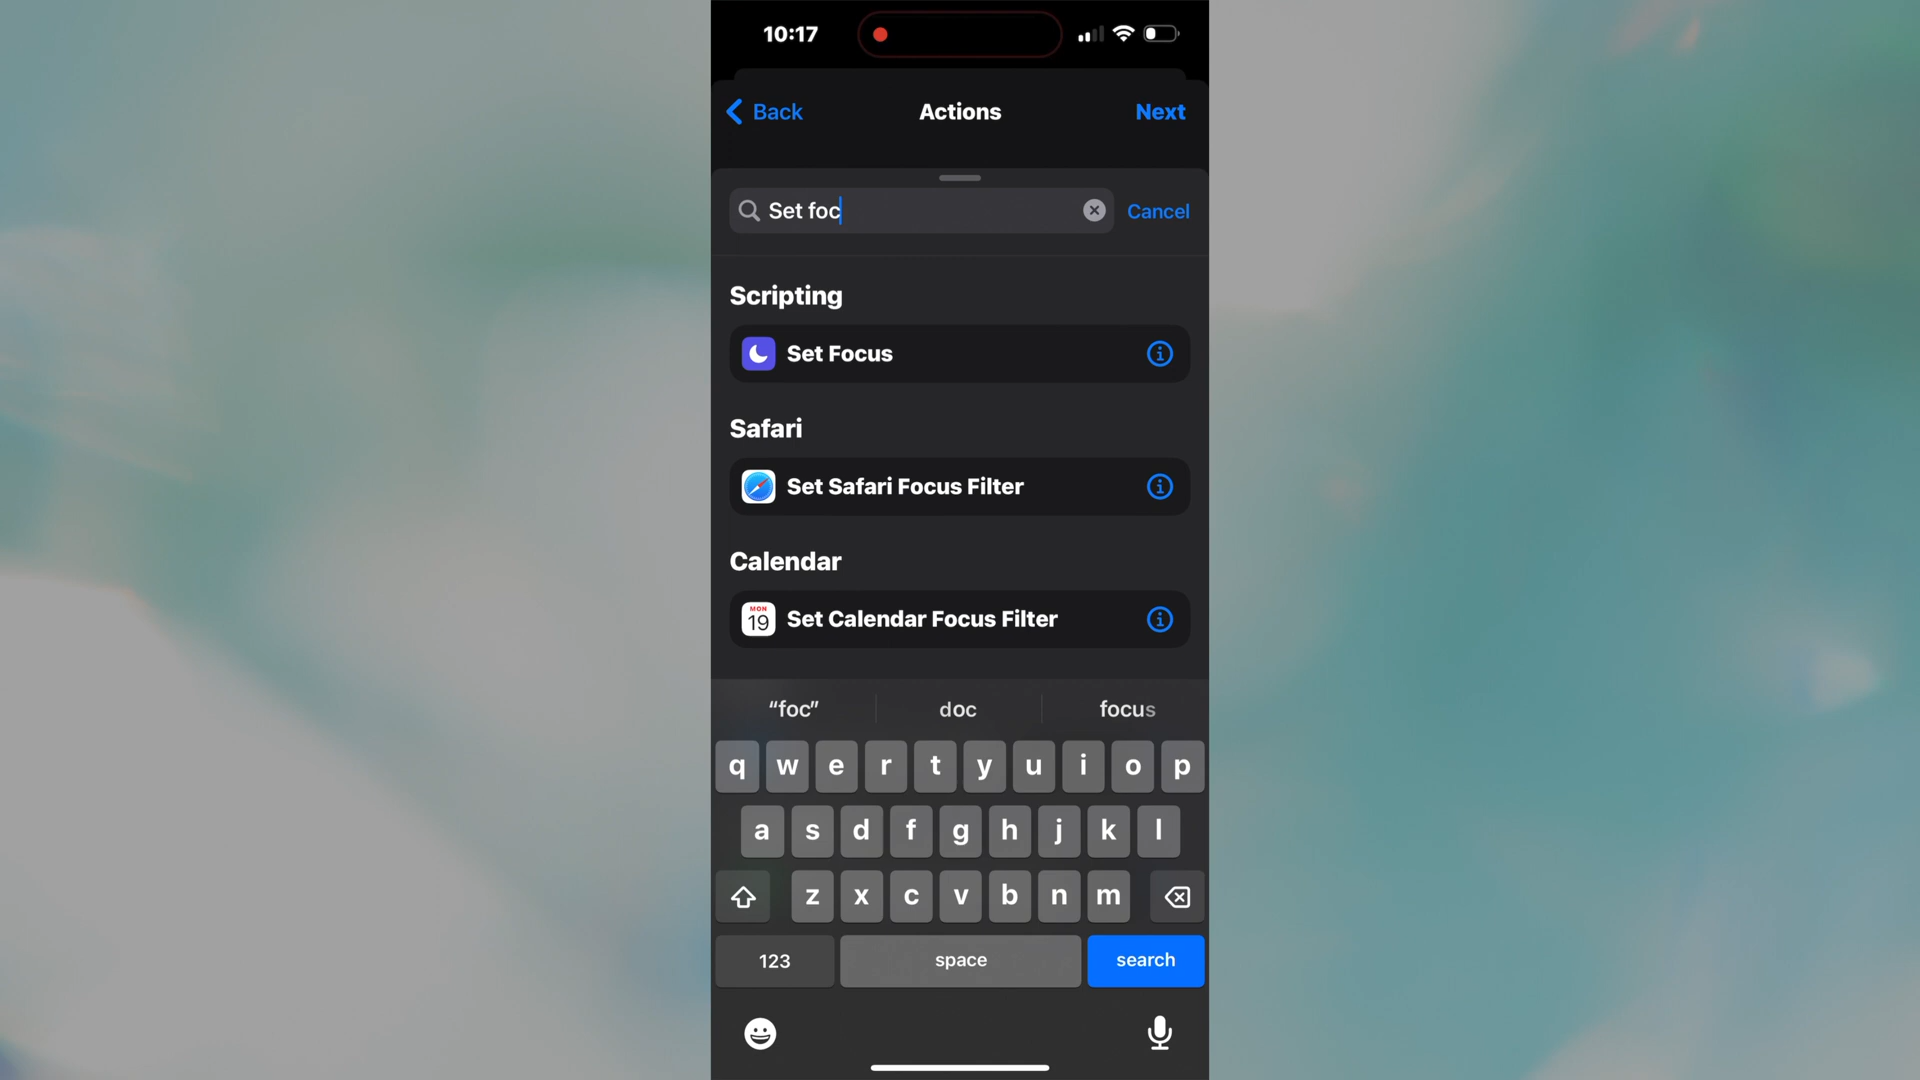 10:17
Back Actions Next
Set foc Cancel
Scripting
Set Focus
Safari
Set Safari Focus Filter
Calendar
MON
19 Set Calendar Focus Filter
“foc” doc focus
q w e r t y u i o p
a s d f g h j k l
z x c v b n m
123 space search